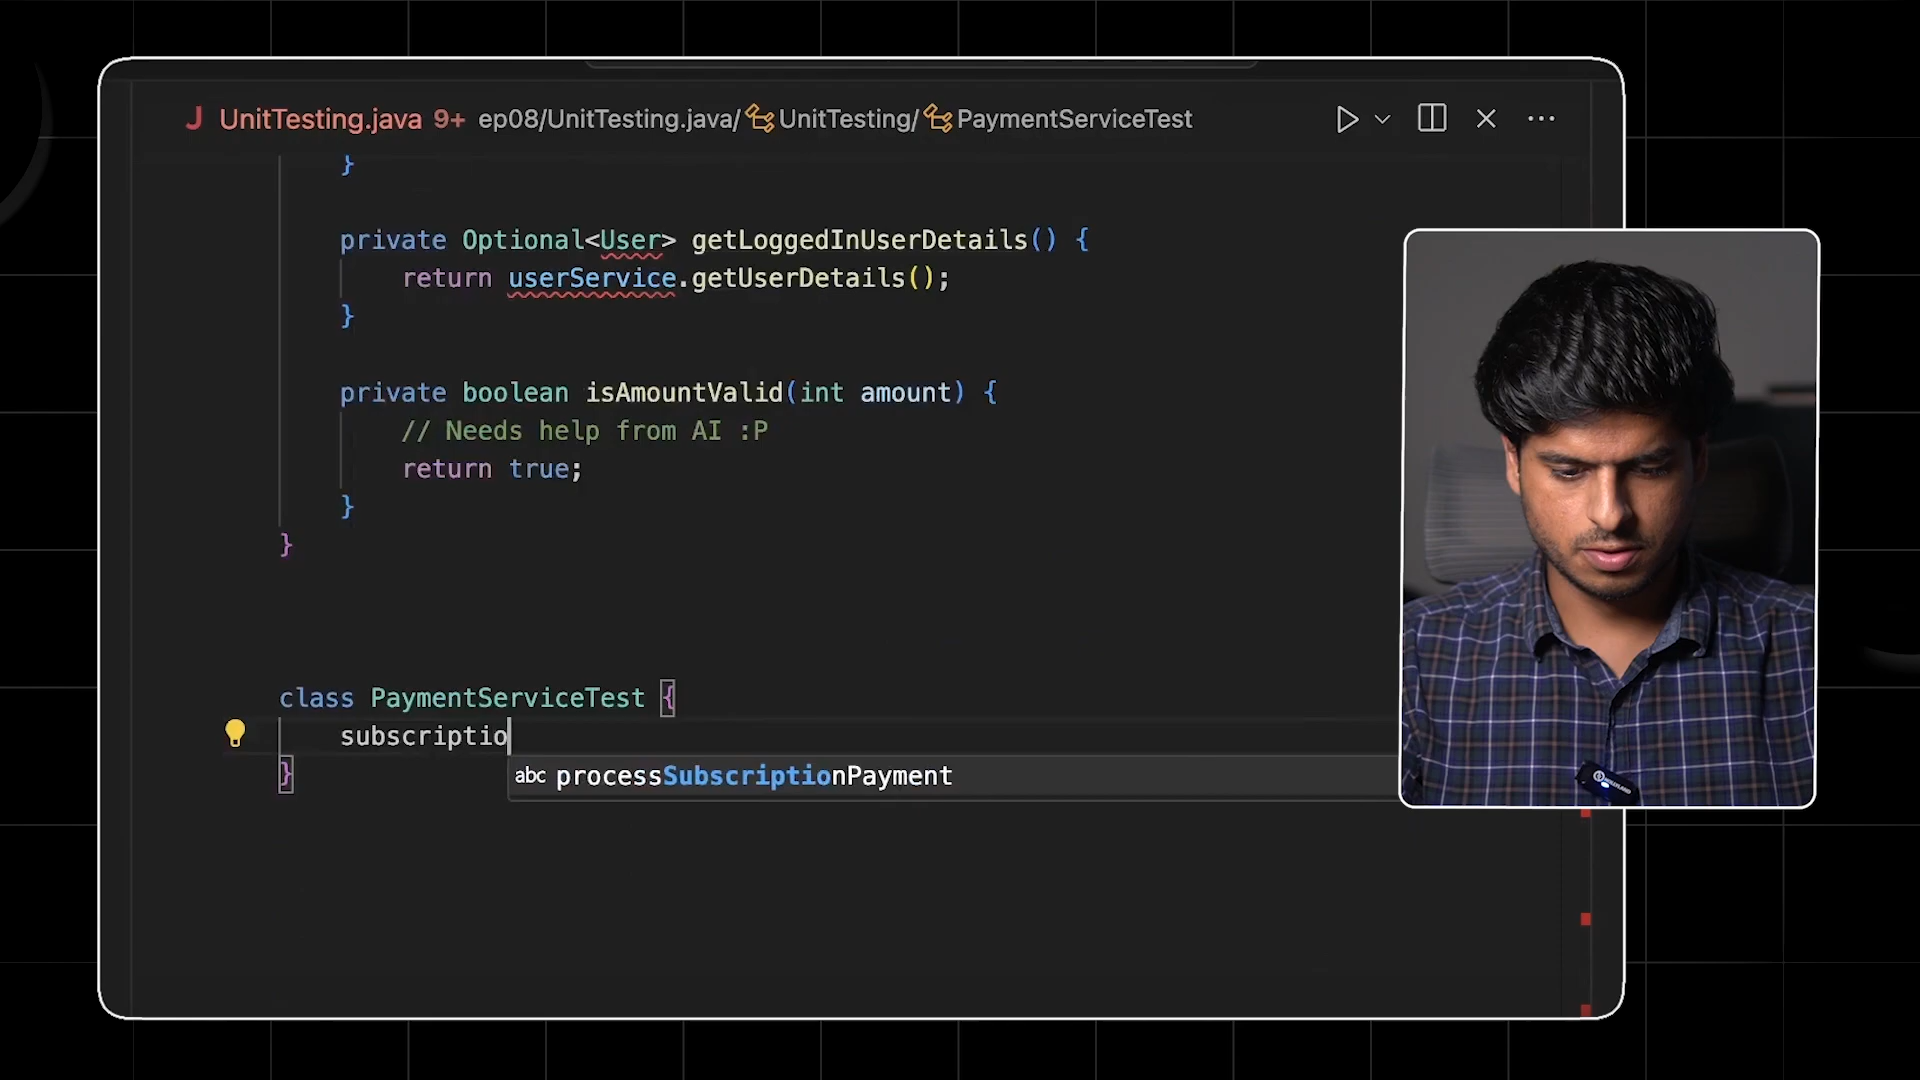 UnitTesting.java 9+ ep08/UnitTesting.java/ UnitTesting/ PaymentServiceTest
}
private Optional<User> getLoggedInUserDetails() {
return userService.getUserDetails();
}
private boolean isAmountValid(int amount) {
// Needs help from AI :P
return true;
}
}
class PaymentServiceTest {
subscriptio
}
abc processSubscriptionPayment